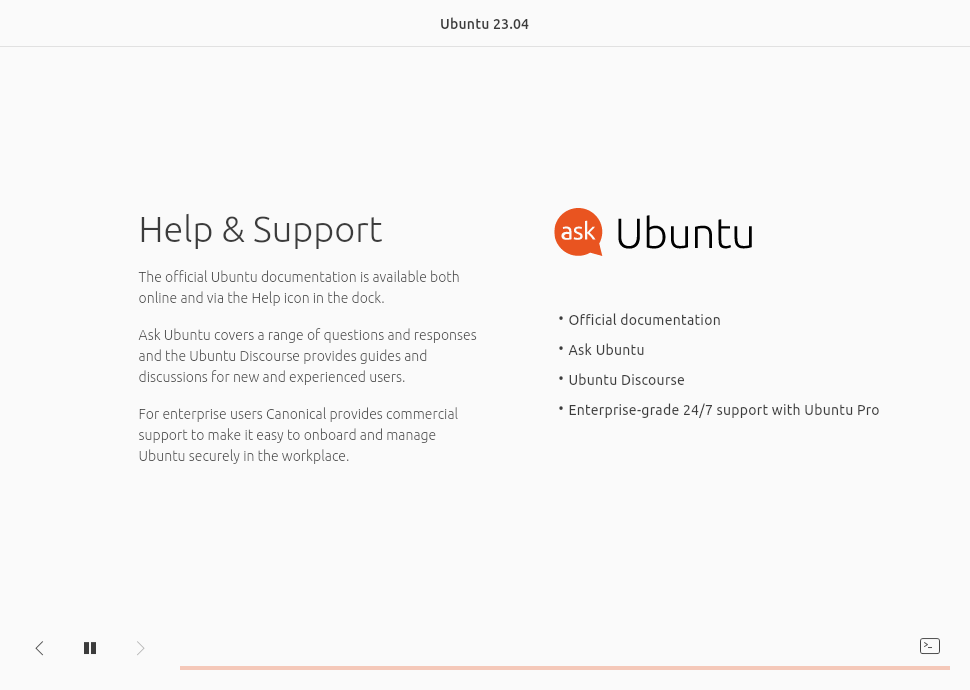 Ubuntu 23.04
Help & Support
The official Ubuntu documentation is available both
online and via the Help icon in the dock.
Ask Ubuntu covers a range of questions and responses
and the Ubuntu Discourse provides guides and
discussions for new and experienced users.
For enterprise users Canonical provides commercial
support to make it easy to onboard and manage
Ubuntu securely in the workplace.
ask Ubuntu
• Official documentation
• Ask Ubuntu
• Ubuntu Discourse
• Enterprise-grade 24/7 support with Ubuntu Pro